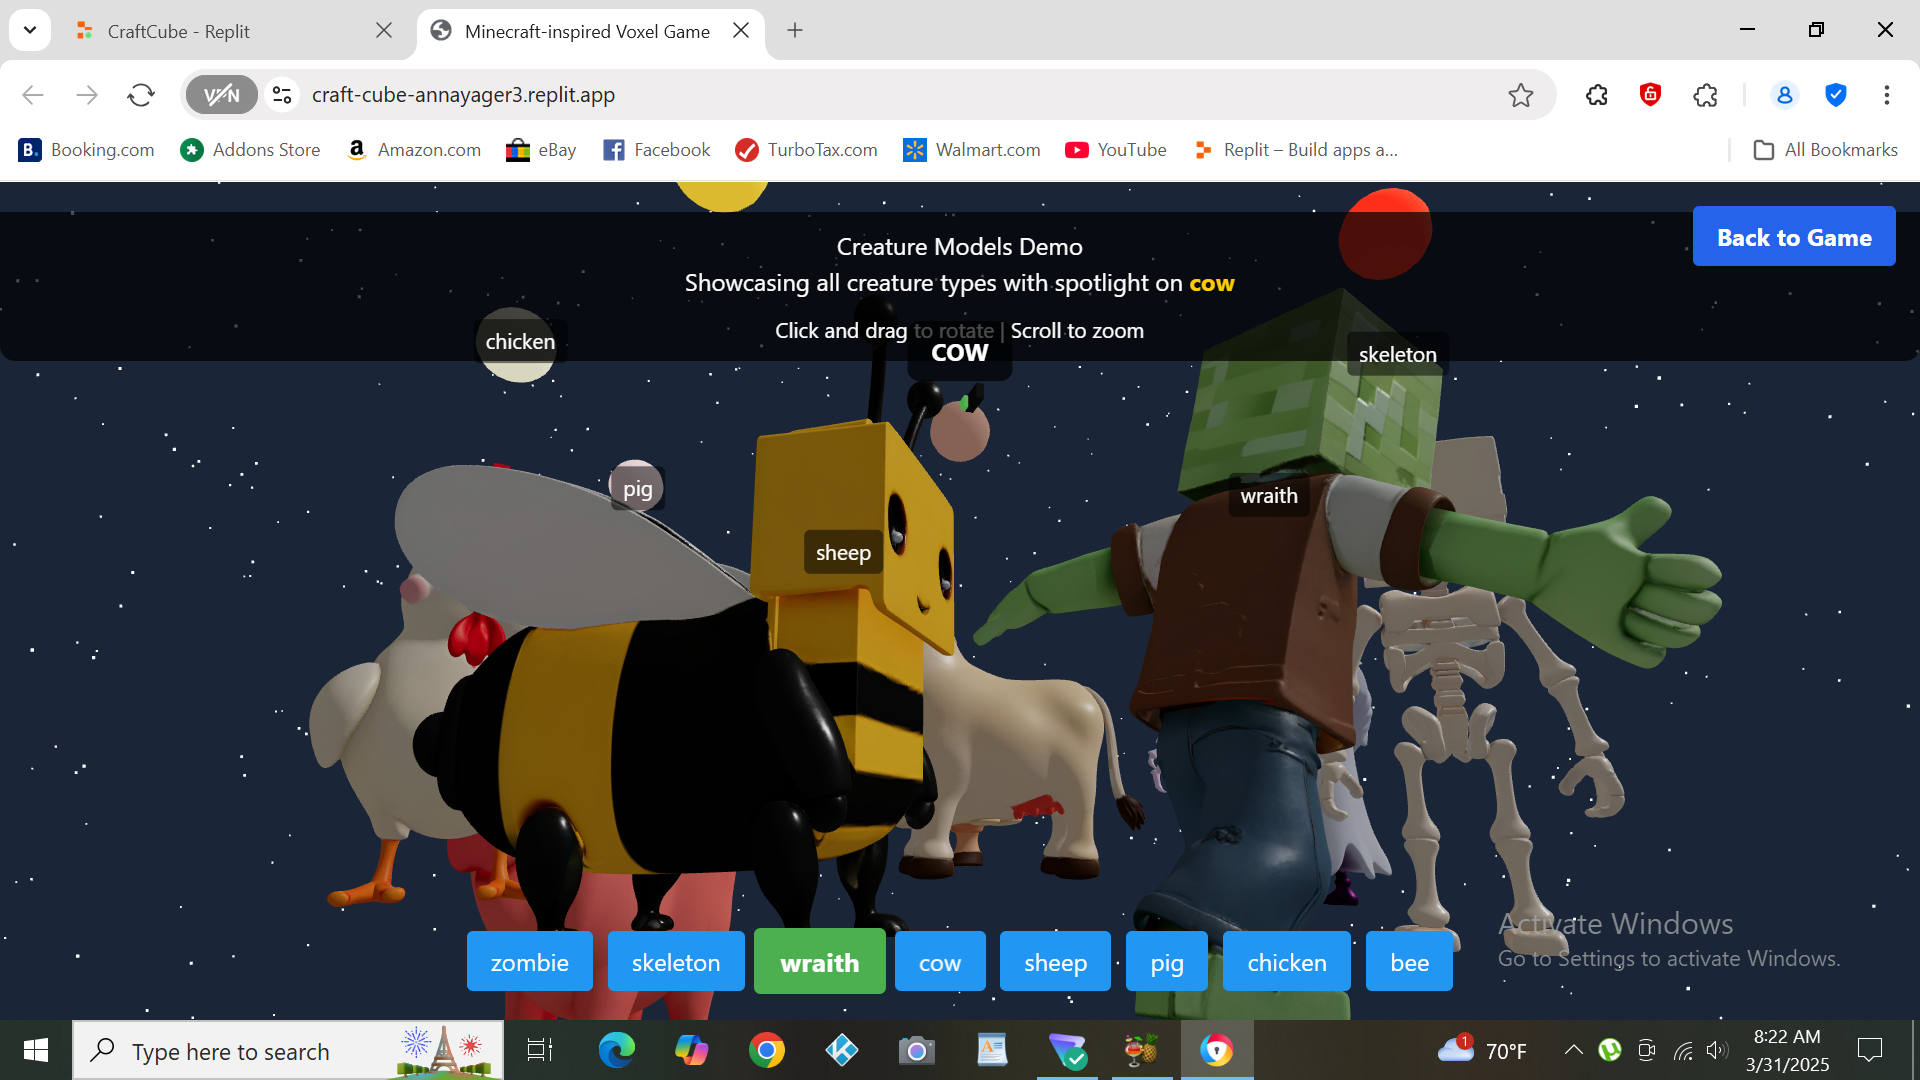 CraftCube - Replit
Minecraft-inspired Voxel Game
VPN
craft-cube-annayager3.replit.app
B. Booking.com
Addons Store
a Amazon.com
eBay
Facebook
TurboTax.com
Walmart.com
YouTube
Replit – Build apps a...
All Bookmarks
Creature Models Demo
Back to Game
Showcasing all creature types with spotlight on cow
Click and drag to rotate | Scroll to zoom
chicken
cow
skeleton
pig
wraith
sheep
Activate Windows
Go to Settings to activate Windows.
zombie
skeleton
wraith
cow
sheep
pig
chicken
bee
Type here to search
1
70°F
8:22 AM
3/31/2025